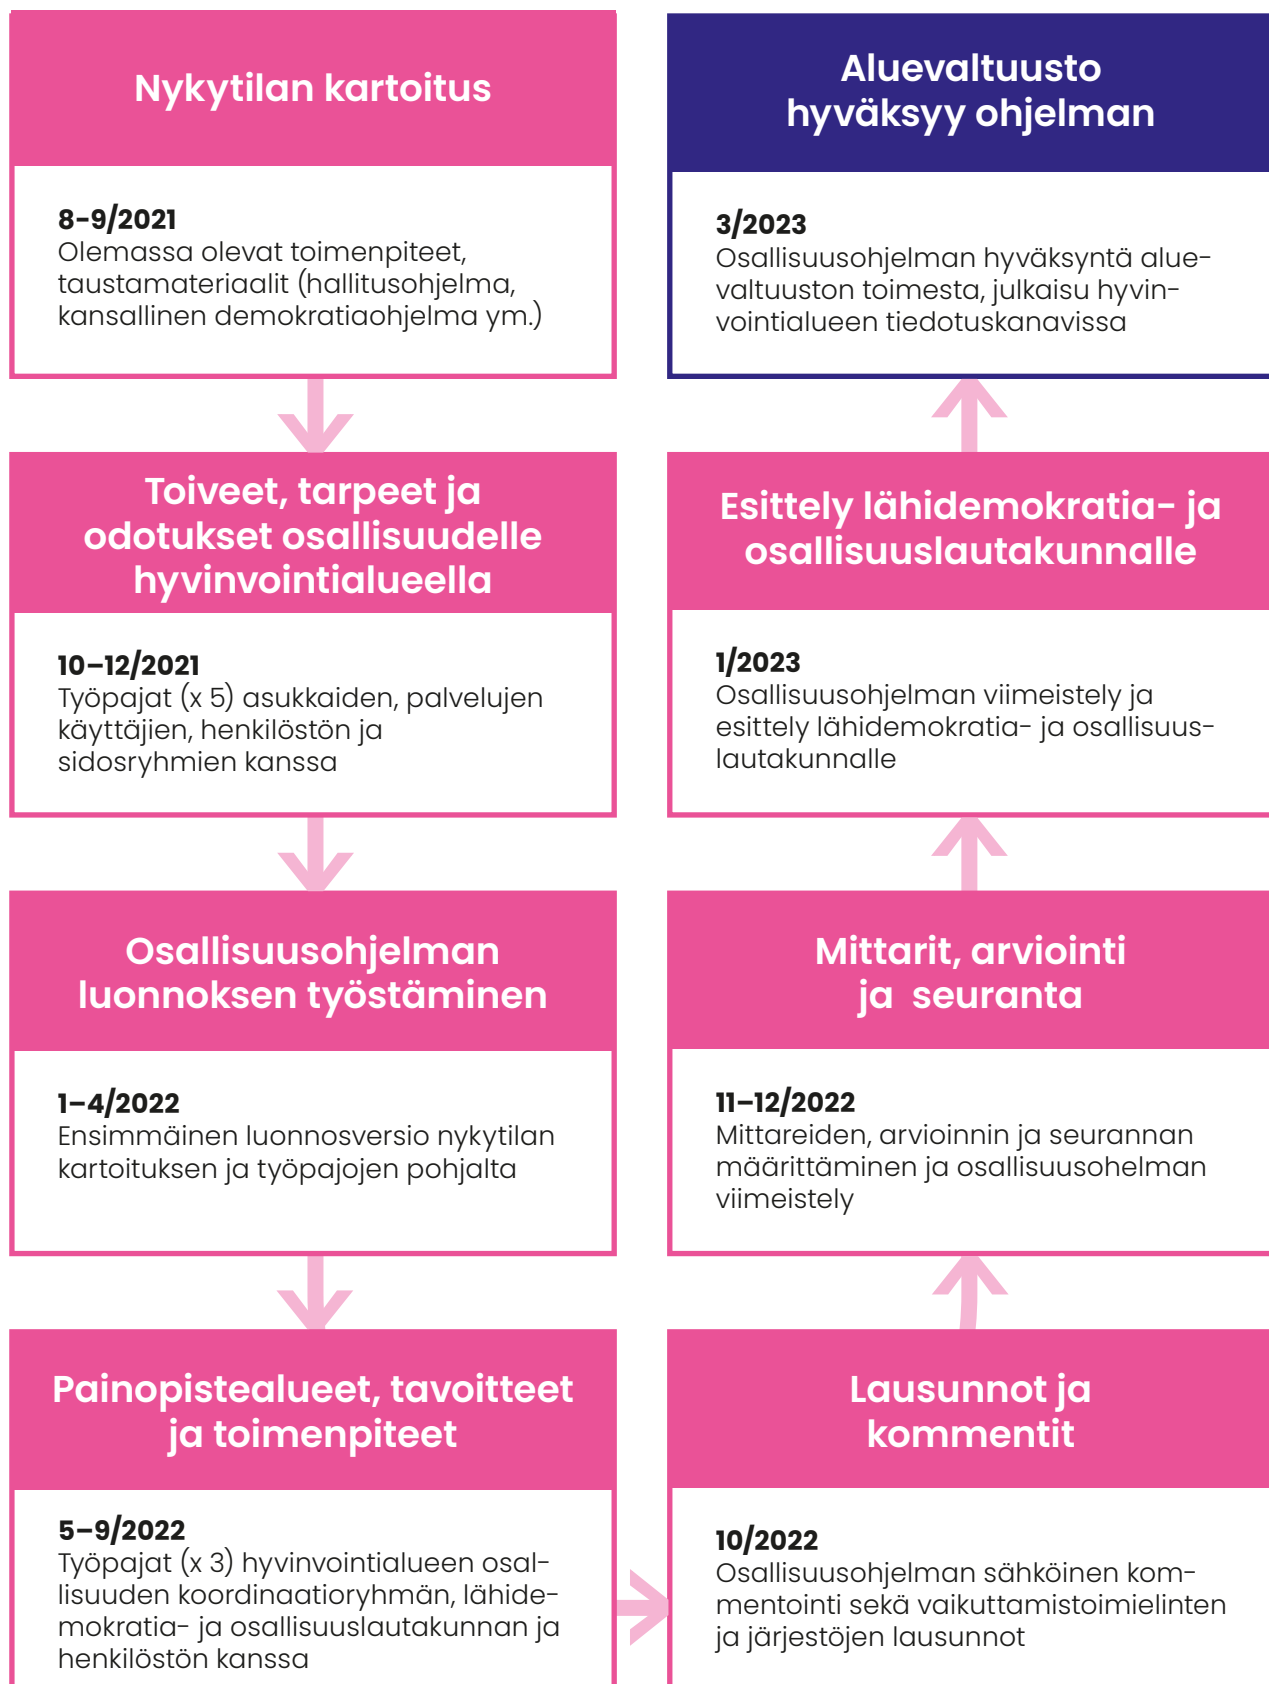 Nykytilan kartoitus
8-9/2021
Olemassa olevat toimenpiteet,
taustamateriaalit (hallitusohjelma,
kansallinen demokratiaohjelma ym.)
Toiveet, tarpeet ja
odotukset osallisuudelle
hyvinvointialueella
10–12/2021
Työpajat (x 5) asukkaiden, palvelujen
käyttäjien, henkilöstön ja
sidosryhmien kanssa
Osallisuusohjelman
luonnoksen työstäminen
1–4/2022
Ensimmäinen luonnosversio nykytilan
kartoituksen ja työpajojen pohjalta
Painopistealueet, tavoitteet
ja toimenpiteet
5–9/2022
Työpajat (x 3) hyvinvointialueen osal-
lisuuden koordinaatioryhmän, lähide-
mokratia- ja osallisuuslautakunnan ja
henkilöstön kanssa
Lausunnot ja
kommentit
10/2022
Osallisuusohjelman sähköinen kom-
mentointi sekä vaikuttamistoimielinten
ja järjestöjen lausunnot
Mittarit, arviointi
ja seuranta
11–12/2022
Mittareiden, arvioinnin ja seurannan
määrittäminen ja osallisuusohelman
viimeistely
Esittely lähidemokratia- ja
osallisuuslautakunnalle
1/2023
Osallisuusohjelman viimeistely ja
esittely lähidemokratia- ja osallisuus-
lautakunnalle
Aluevaltuusto
hyväksyy ohjelman
3/2023
Osallisuusohjelman hyväksyntä alue-
valtuuston toimesta, julkaisu hyvin-
vointialueen tiedotuskanavissa